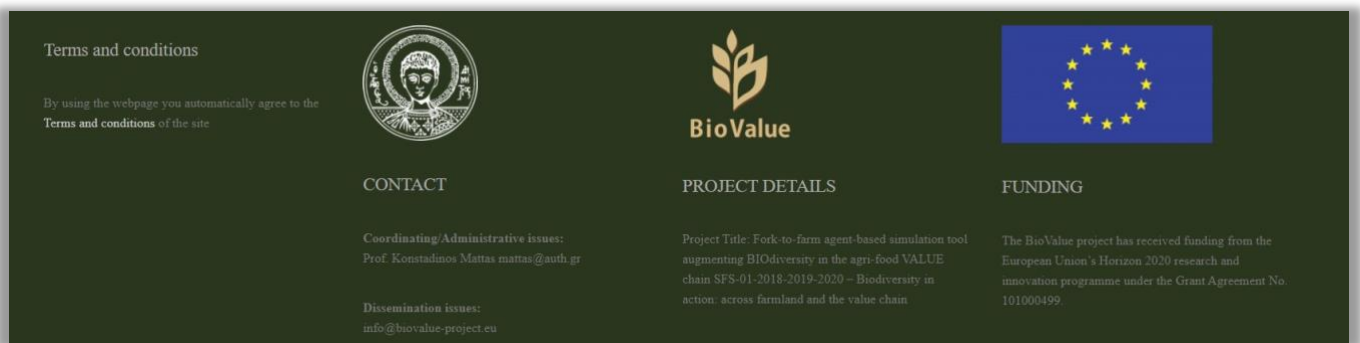 Terms and conditions
By using the webpage you automatically agree to the
Terms and conditions of the site
BioValue
CONTACT
Coordinating/Administrative issues:
Prof. Konstadinos Mattas mattas@auth.gr
Dissemination issues:
info@biovalue-project.eu
PROJECT DETAILS
Project Title: Fork-to-farm agent-based simulation tool
augmenting BIOdiversity in the agri-food VALUE
chain SFS-01-2018-2019-2020 – Biodiversity in
action: across farmland and the value chain
FUNDING
The BioValue project has received funding from the
European Union’s Horizon 2020 research and
innovation programme under the Grant Agreement No.
101000499.